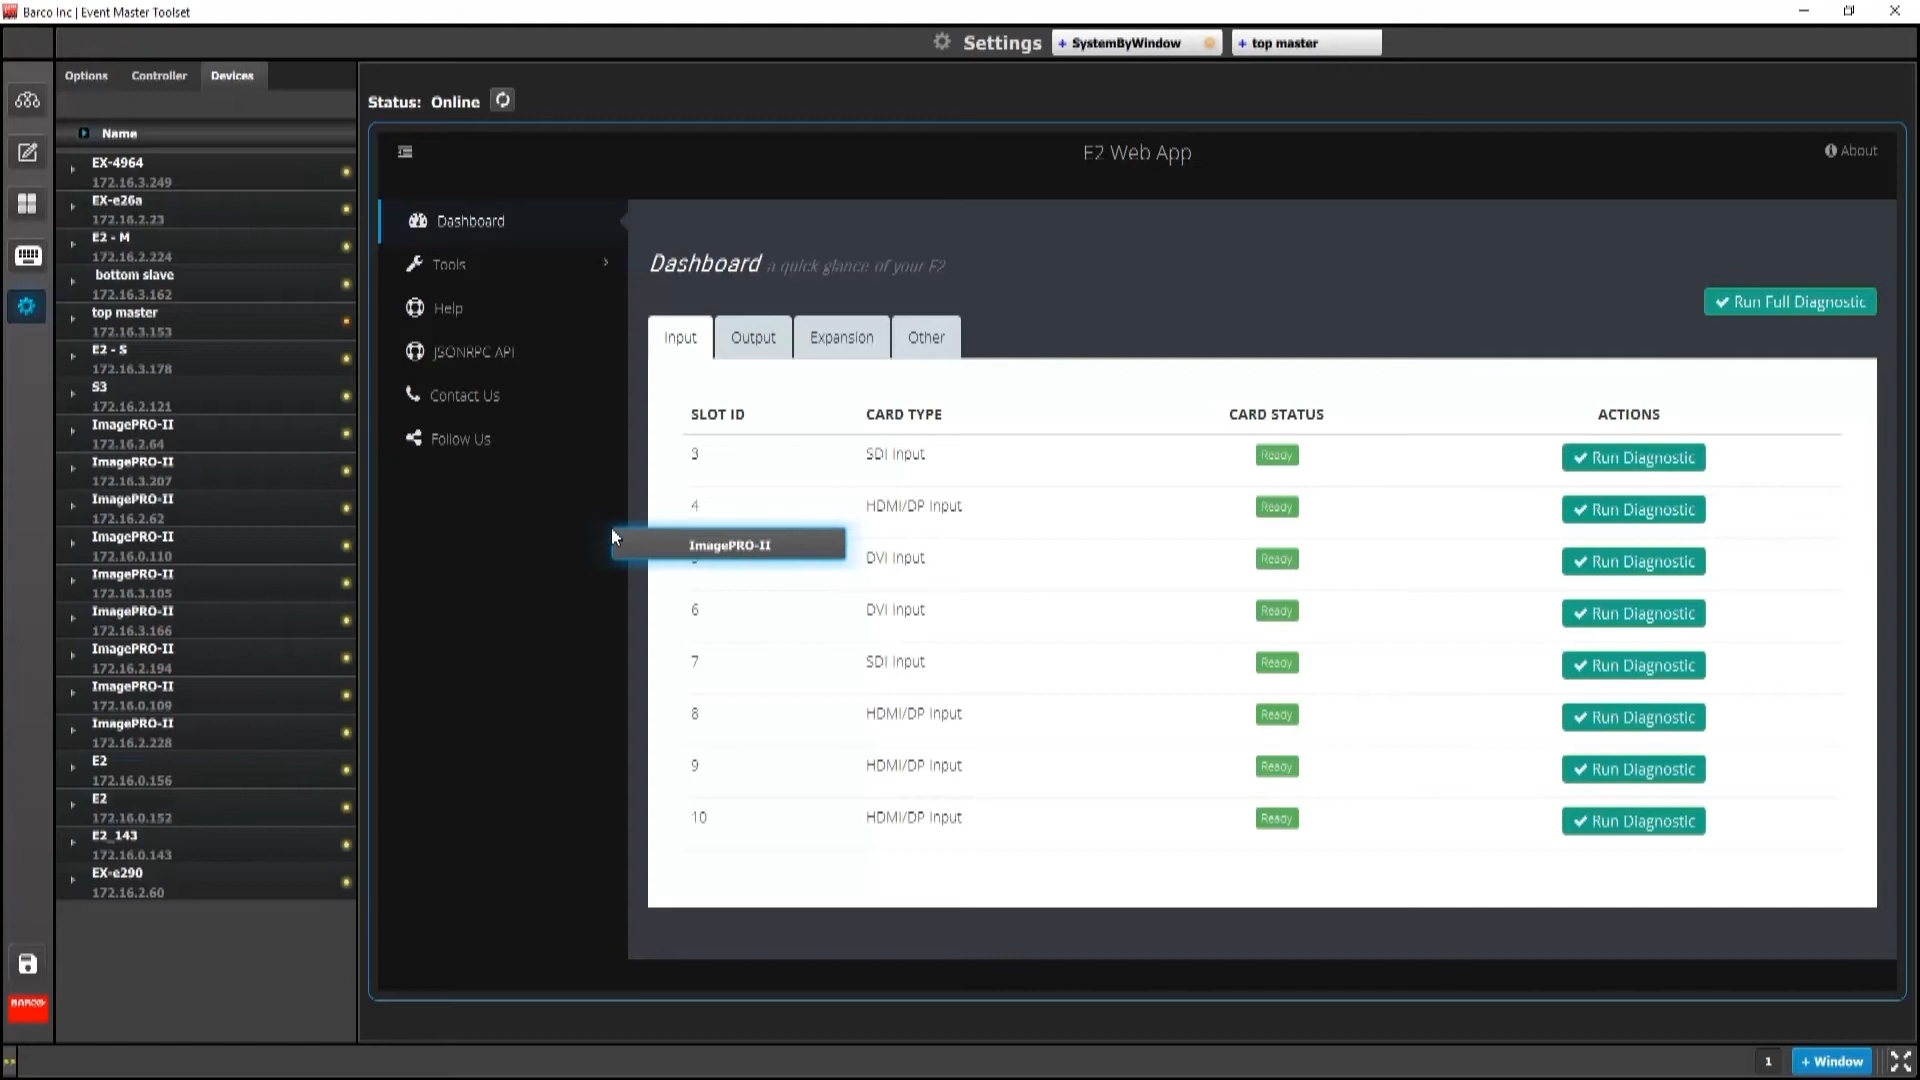 Barco Inc | Event Master Toolset
Settings
+ SystemByWindow
+ top master
Options
Controller
Devices
Name
EX-4964
172.16.3.249
EX-e26a
172.16.2.23
E2 - M
172.16.2.224
bottom slave
172.16.3.162
top master
172.16.3.153
E2 - S
172.16.3.178
S3
172.16.2.121
ImagePRO-II
172.16.2.64
ImagePRO-II
172.16.3.207
ImagePRO-II
172.16.2.62
ImagePRO-II
172.16.0.110
ImagePRO-II
172.16.3.105
ImagePRO-II
172.16.3.166
ImagePRO-II
172.16.2.194
ImagePRO-II
172.16.0.109
ImagePRO-II
172.16.2.228
E2
172.16.0.156
E2
172.16.0.152
E2_143
172.16.0.143
EX-e290
172.16.2.60
BARCO
Status: Online
E2 Web App
About
Dashboard
Tools
Help
JSONRPC API
Contact Us
Follow Us
Dashboard a quick glance of your E2
Run Full Diagnostic
Input Output Expansion Other
SLOT ID CARD TYPE CARD STATUS ACTIONS
3 SDI Input Ready Run Diagnostic
4 HDMI/DP Input Ready Run Diagnostic
ImagePRO-II
DVI Input Ready Run Diagnostic
6 DVI Input Ready Run Diagnostic
7 SDI Input Ready Run Diagnostic
8 HDMI/DP Input Ready Run Diagnostic
9 HDMI/DP Input Ready Run Diagnostic
10 HDMI/DP Input Ready Run Diagnostic
1
+ Window